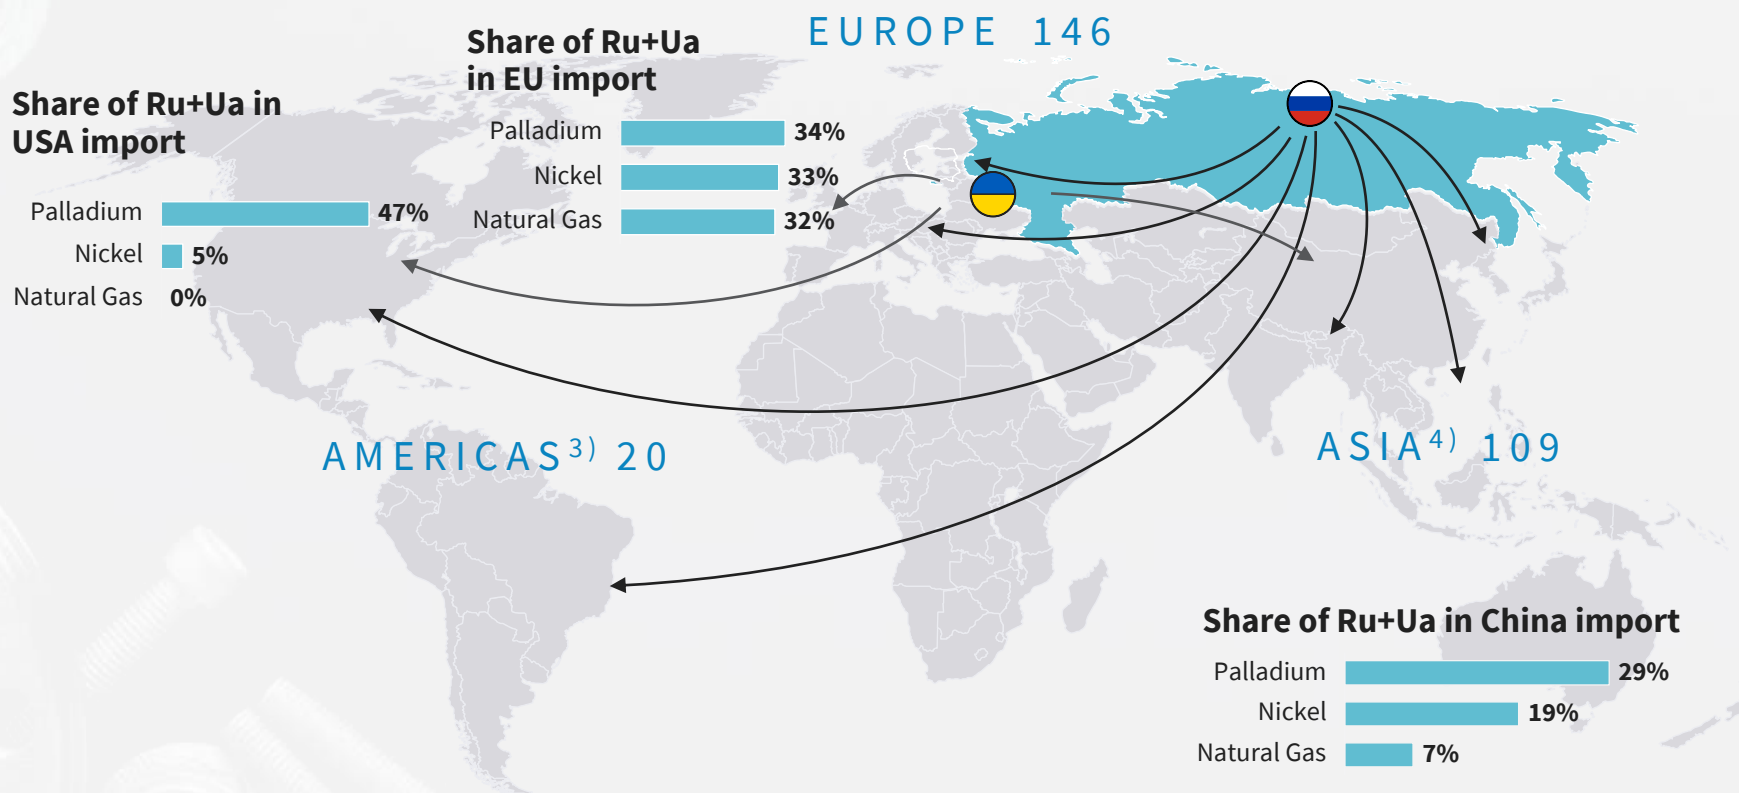 EUROPE 146
Share of Ru+Ua
in EU import
Palladium 34%
Nickel 33%
Natural Gas 32%
Share of Ru+Ua in
USA import
Palladium 47%
Nickel 5%
Natural Gas 0%
AMERICAS³⁾ 20
ASIA⁴⁾ 109
Share of Ru+Ua in China import
Palladium 29%
Nickel 19%
Natural Gas 7%